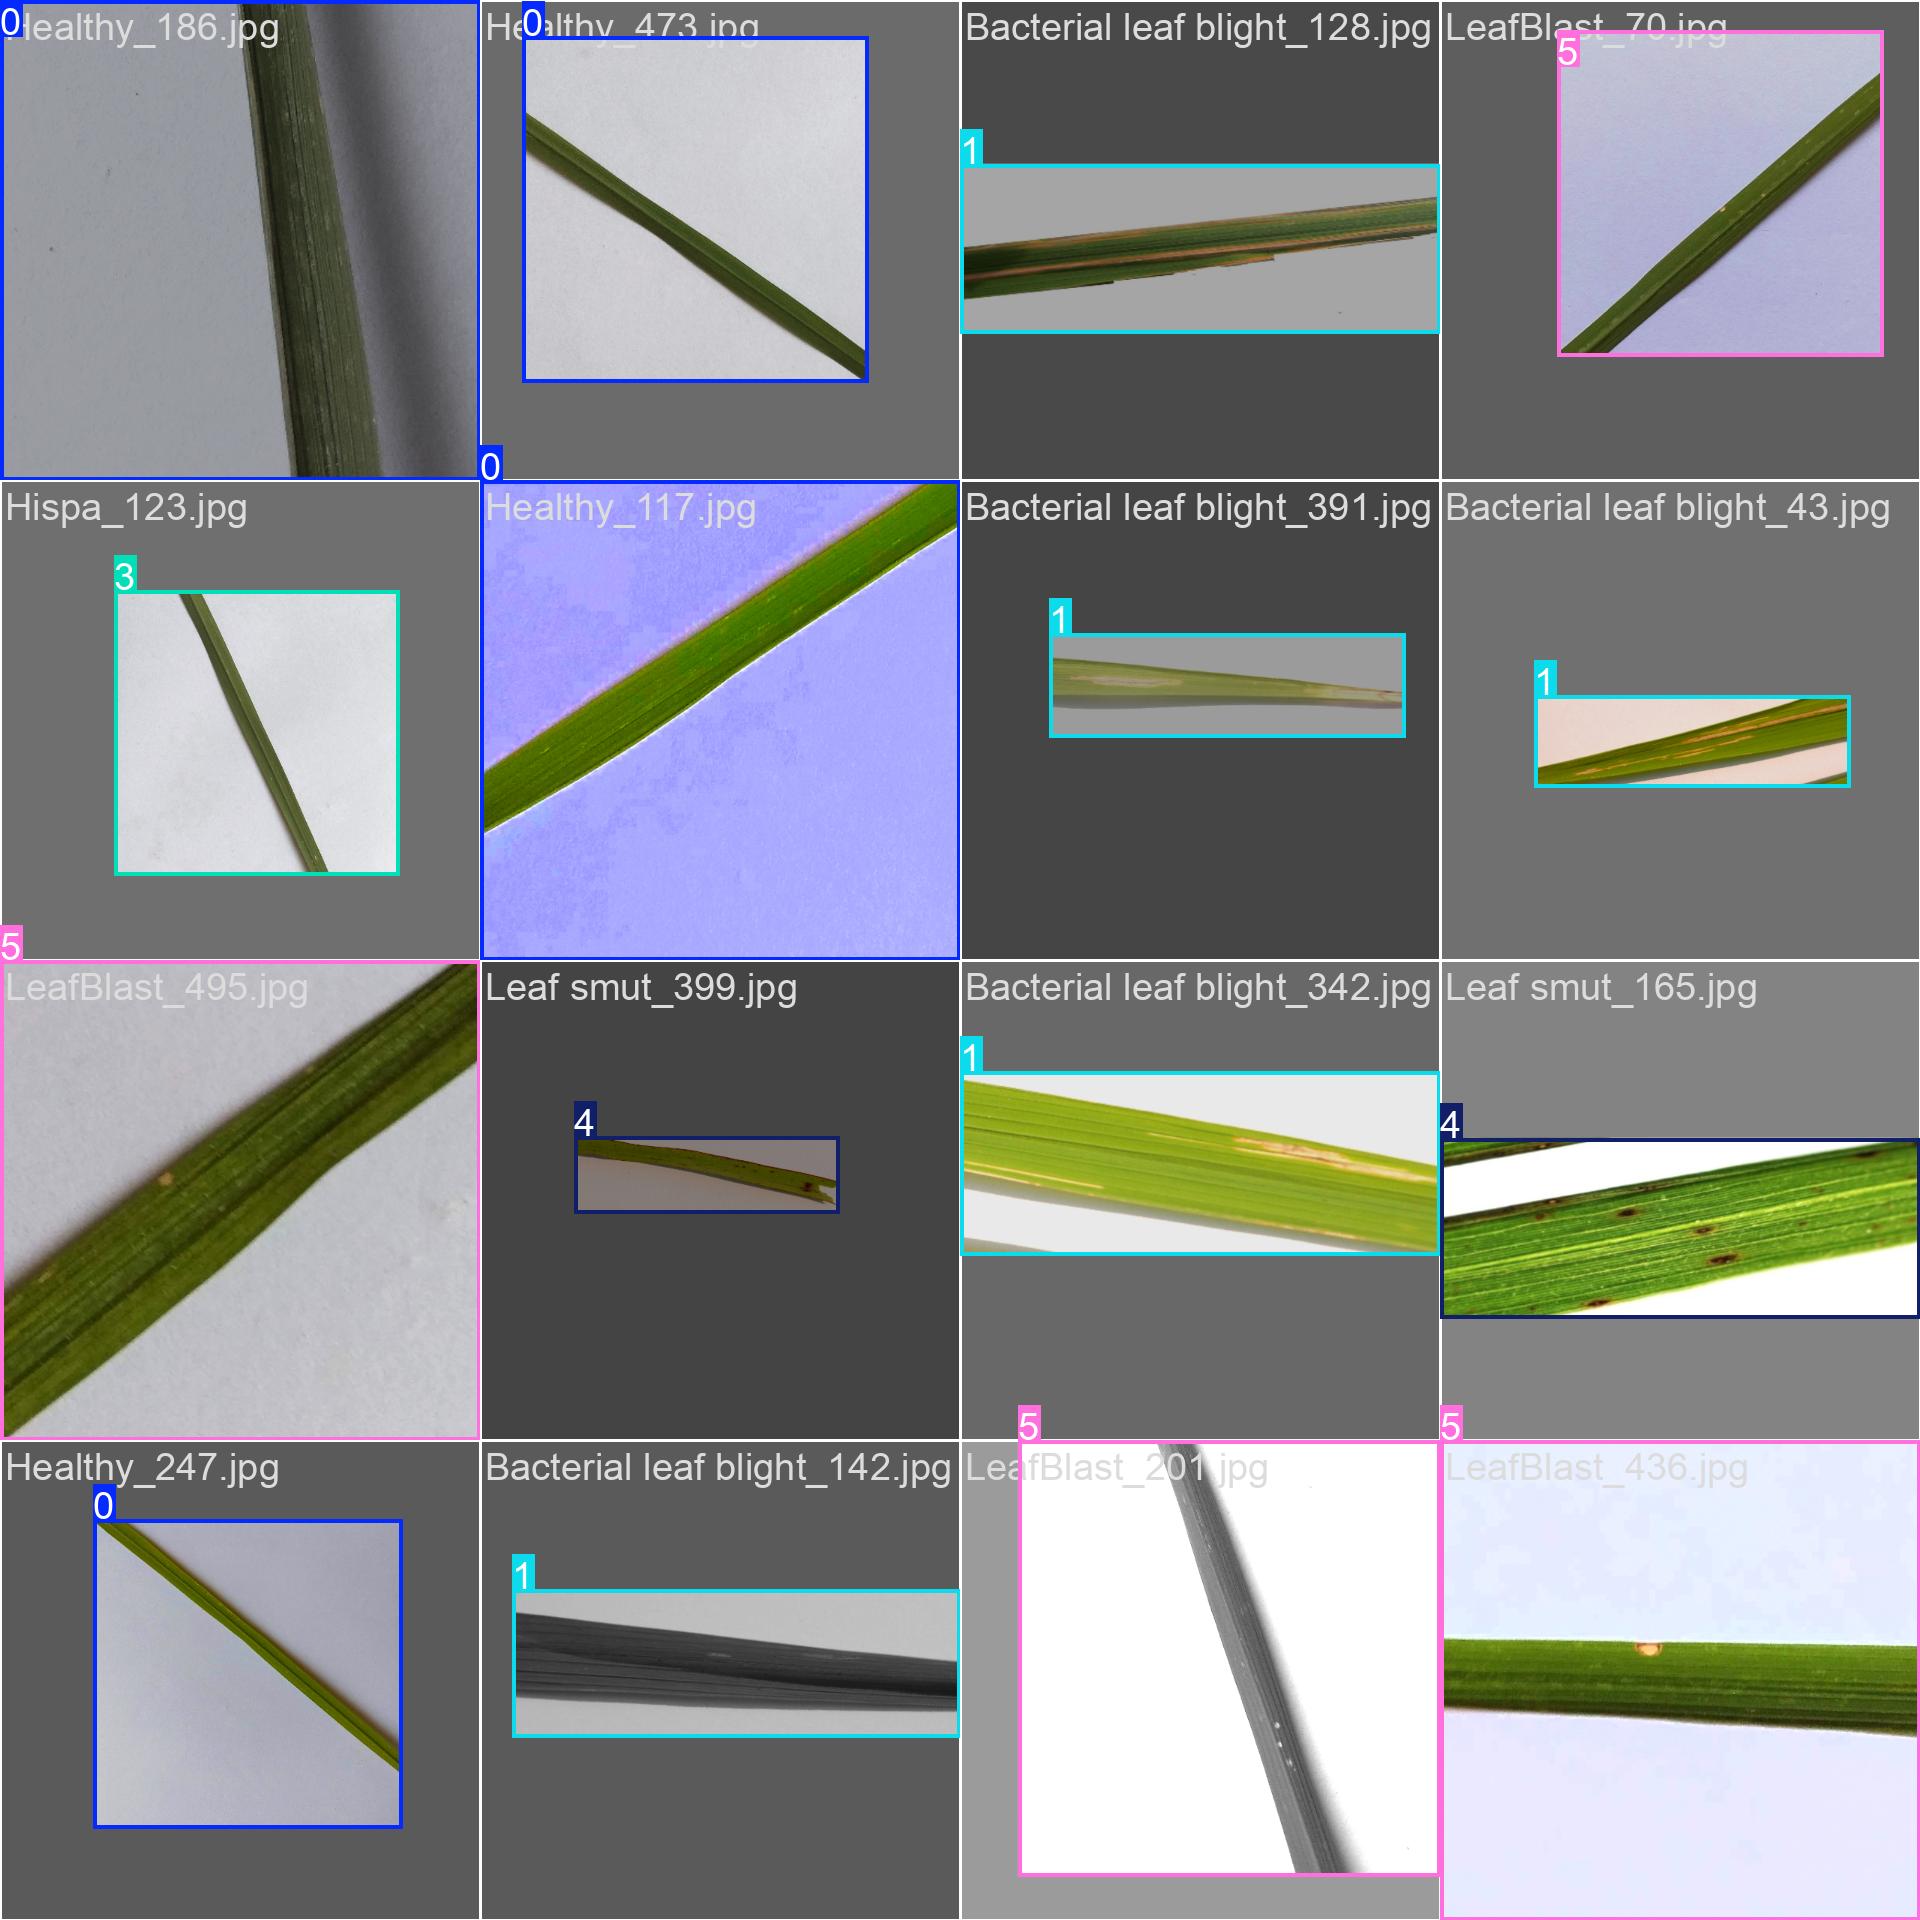 0
Healthy_186.jpg
0
Healthy_473.jpg
Bacterial leaf blight_128.jpg
1
LeafBlast_70.jpg
5
Hispa_123.jpg
3
0
Healthy_117.jpg
Bacterial leaf blight_391.jpg
1
Bacterial leaf blight_43.jpg
1
5
LeafBlast_495.jpg
Leaf smut_399.jpg
4
Bacterial leaf blight_342.jpg
1
Leaf smut_165.jpg
4
Healthy_247.jpg
0
Bacterial leaf blight_142.jpg
1
5
LeafBlast_201.jpg
5
LeafBlast_436.jpg